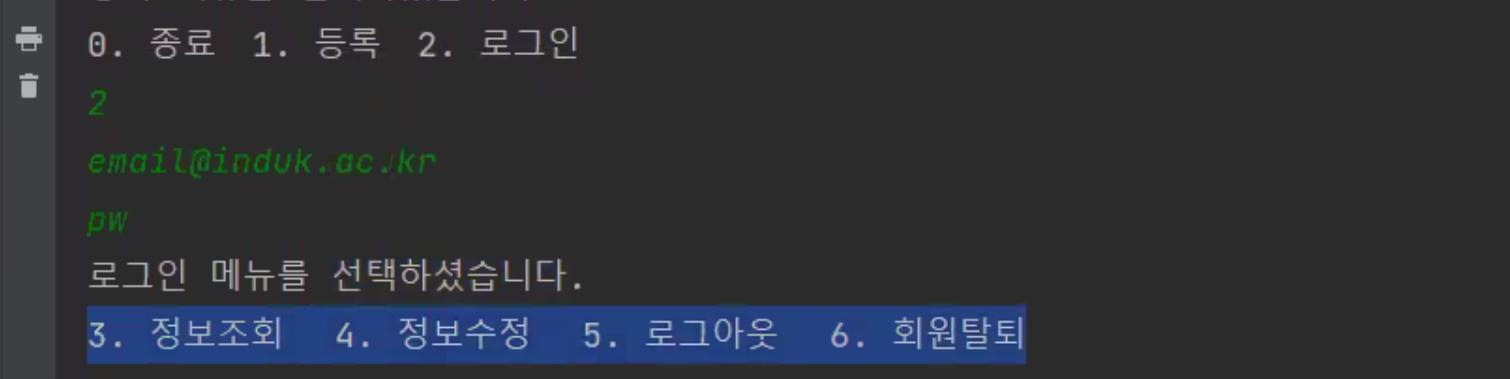 0. 종료  1. 등록  2. 로그인
2
email@induk.ac.kr
pw
로그인 메뉴를 선택하셨습니다.
3. 정보조회  4. 정보수정  5. 로그아웃  6. 회원탈퇴